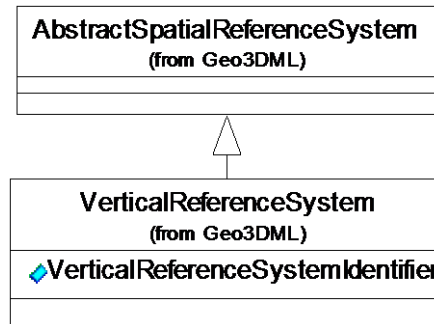 AbstractSpatialReferenceSystem
(from Geo3DML)
VerticalReferenceSystem
(from Geo3DML)
VerticalReferenceSystemIdentifier